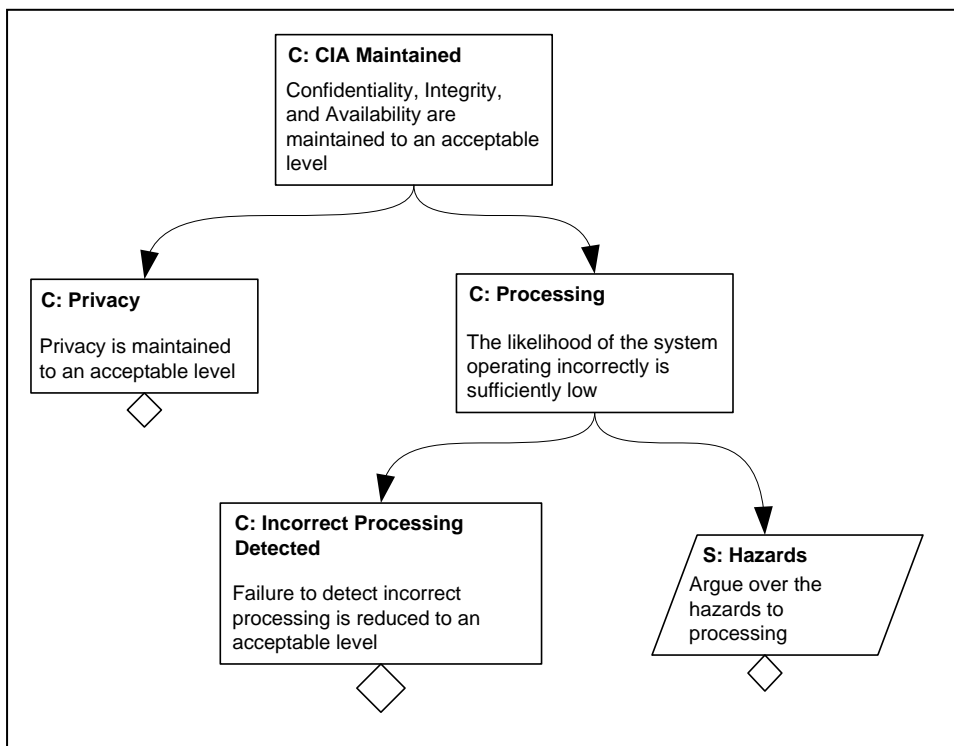 C: CIA Maintained
Confidentiality, Integrity,
and Availability are
maintained to an acceptable
level
C: Privacy
Privacy is maintained
to an acceptable level
C: Processing
The likelihood of the system
operating incorrectly is
sufficiently low
C: Incorrect Processing
Detected
Failure to detect incorrect
processing is reduced to an
acceptable level
S: Hazards
Argue over the
hazards to
processing